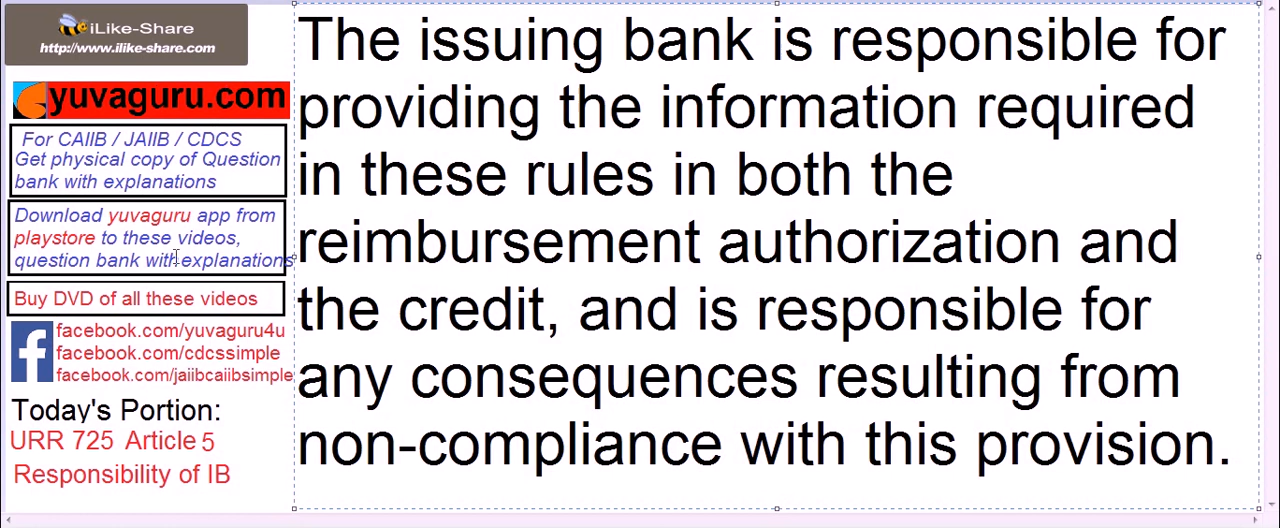 iLike-Share
http://www.ilike-share.com
yuvaguru.com
For CAIIB / JAIIB / CDCS
Get physical copy of Question
bank with explanations
Download yuvaguru app from
playstore to these videos,
question bank with explanations
Buy DVD of all these videos
facebook.com/yuvaguru4u
facebook.com/cdcssimple
facebook.com/jaiibcaiibsimple
Today's Portion:
URR 725 Article 5
Responsibility of IB
The issuing bank is responsible for
providing the information required
in these rules in both the
reimbursement authorization and
the credit, and is responsible for
any consequences resulting from
non-compliance with this provision.